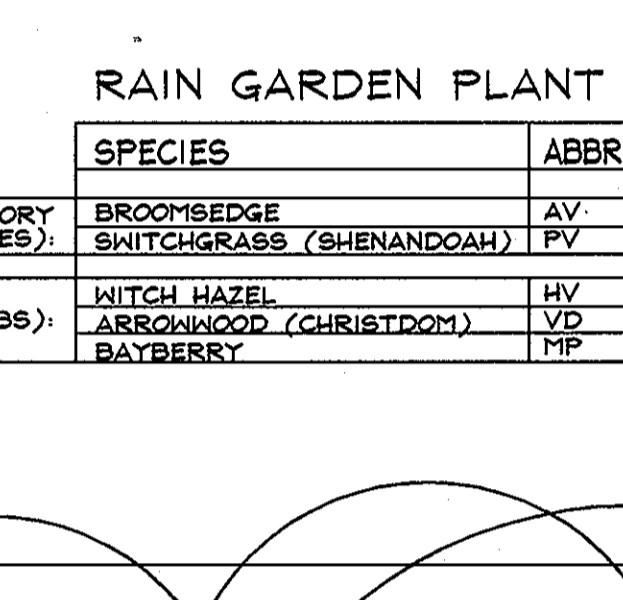 RAIN GARDEN PLANT
SPECIES ABBR
ORY BROOMSEDGE AV
ES): SWITCHGRASS (SHENANDOAH) PV
WITCH HAZEL HV
BS): ARROWWOOD (CHRISTDOM) VD
BAYBERRY MP